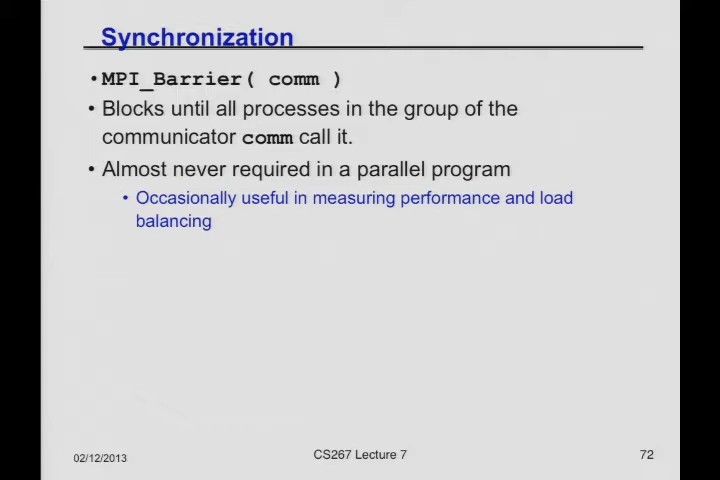 Synchronization
• MPI_Barrier( comm )
• Blocks until all processes in the group of the
communicator comm call it.
• Almost never required in a parallel program
• Occasionally useful in measuring performance and load
balancing
02/12/2013
CS267 Lecture 7
72